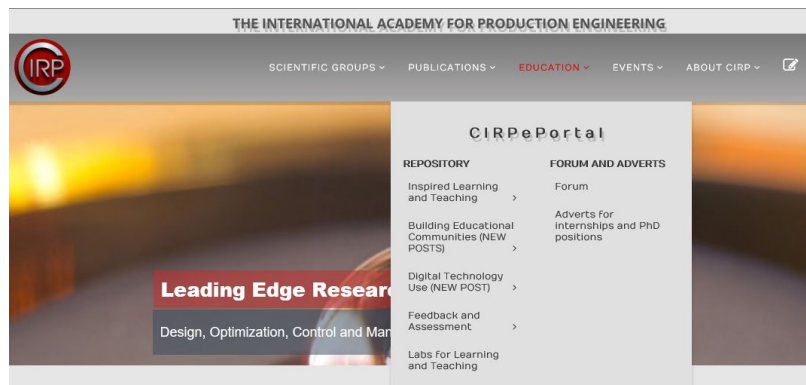 THE INTERNATIONAL ACADEMY FOR PRODUCTION ENGINEERING
CIRP
SCIENTIFIC GROUPS
PUBLICATIONS
EDUCATION
EVENTS
ABOUT CIRP
CIRPePortal
REPOSITORY
Inspired Learning
and Teaching
Building Educational
Communities (NEW
POSTS)
Digital Technology
Use (NEW POST)
Feedback and
Assessment
Labs for Learning
and Teaching
FORUM AND ADVERTS
Forum
Adverts for
internships and PhD
positions
Leading Edge Resear
Design, Optimization, Control and Man